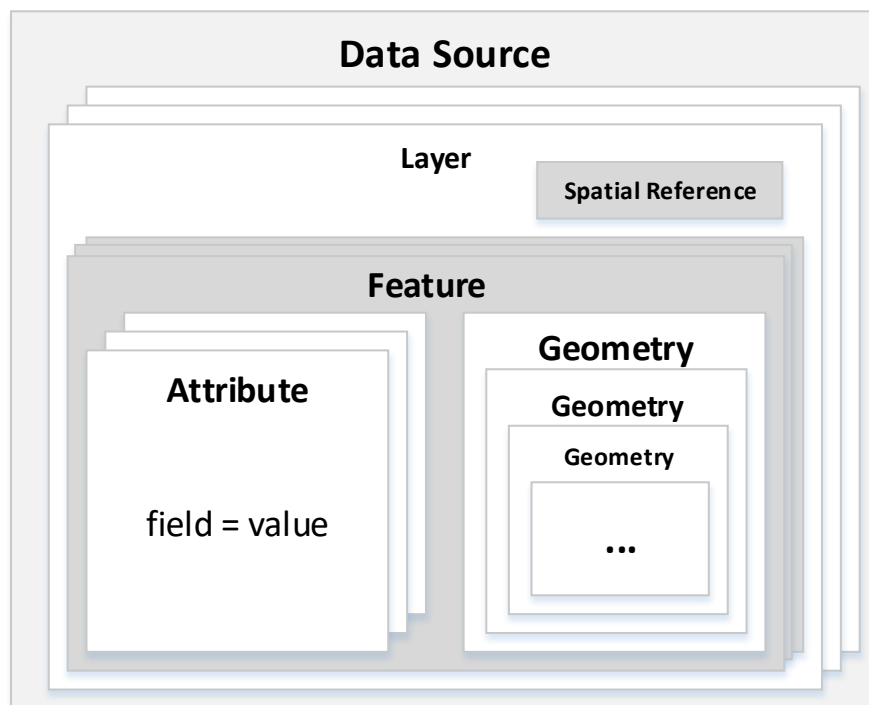 Data Source
Layer
Spatial Reference
Feature
Attribute
field = value
Geometry
Geometry
Geometry
...